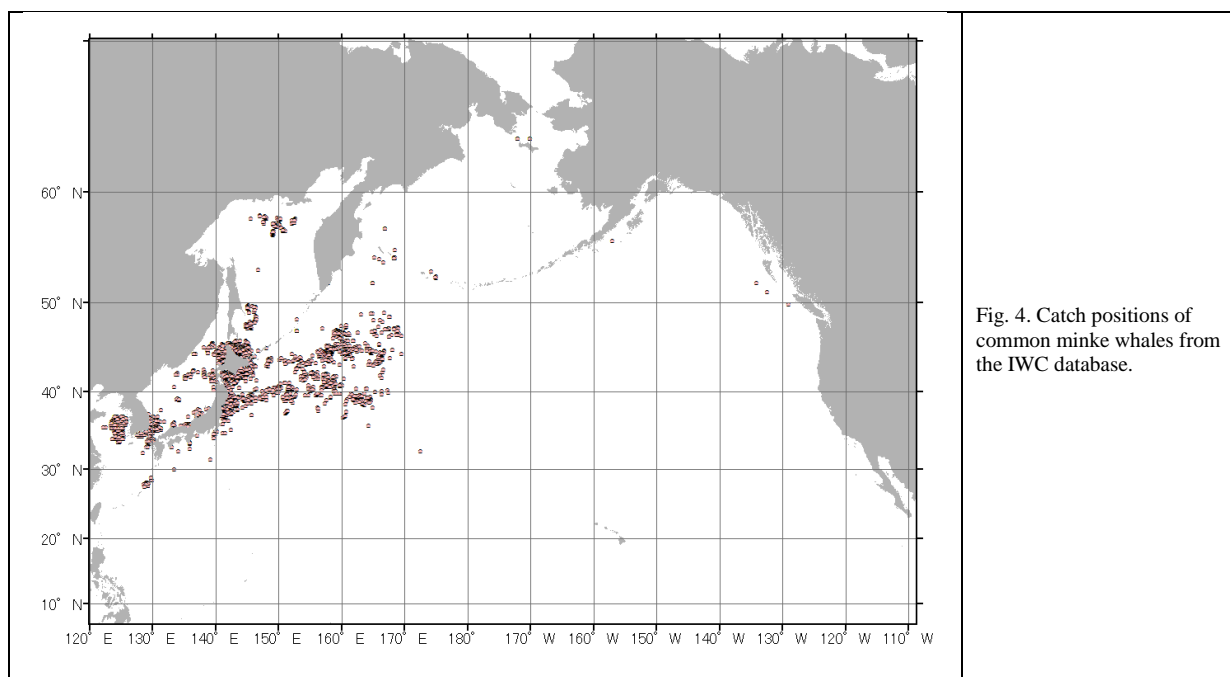 60° N
50° N
40° N
30° N
20° N
10° N
120° E 130° E 140° E 150° E 160° E 170° E 180° 170° W 160° W 150° W 140° W 130° W 120° W 110° W
Fig. 4. Catch positions of
common minke whales from
the IWC database.